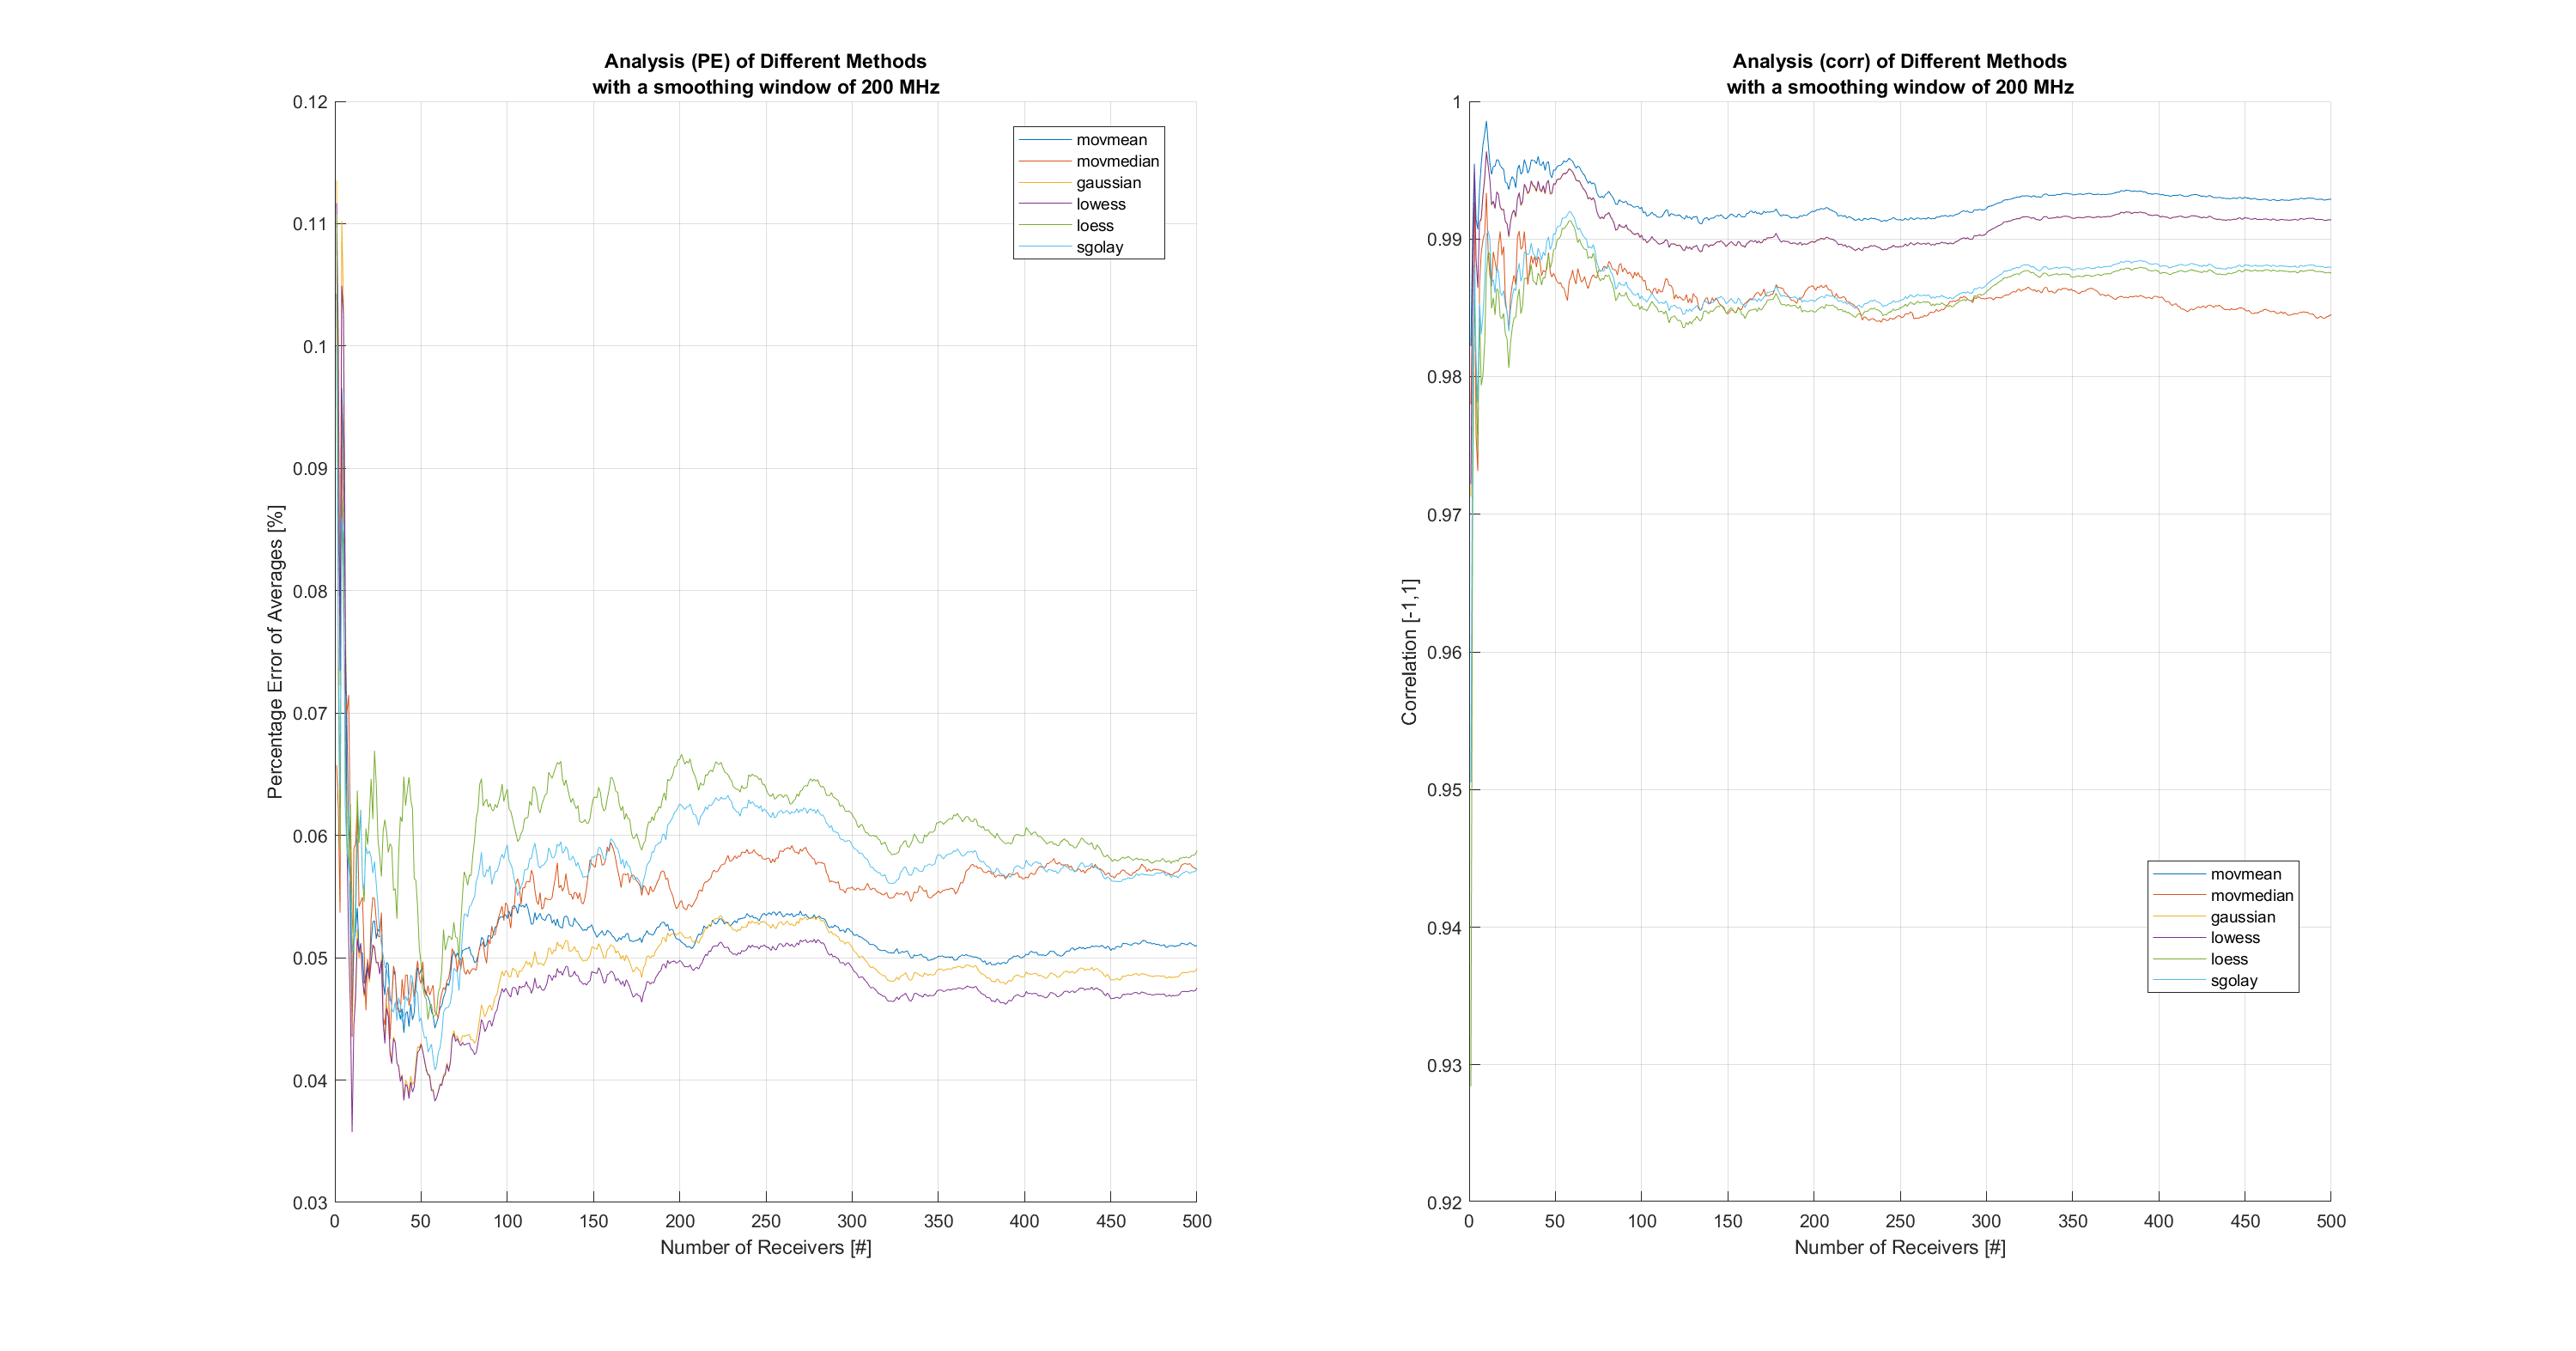 Analysis (PE) of Different Methods
with a smoothing window of 200 MHz
0.12
0.11
0.1
0.09
0.08
0.07
0.06
0.05
0.04
0.03
Percentage Error of Averages [%]
0 50 100 150 200 250 300 350 400 450 500
Number of Receivers [#]
movmean
movmedian
gaussian
lowess
loess
sgolay
Analysis (corr) of Different Methods
with a smoothing window of 200 MHz
1
0.99
0.98
0.97
0.96
0.95
0.94
0.93
0.92
Correlation [-1,1]
0 50 100 150 200 250 300 350 400 450 500
Number of Receivers [#]
movmean
movmedian
gaussian
lowess
loess
sgolay